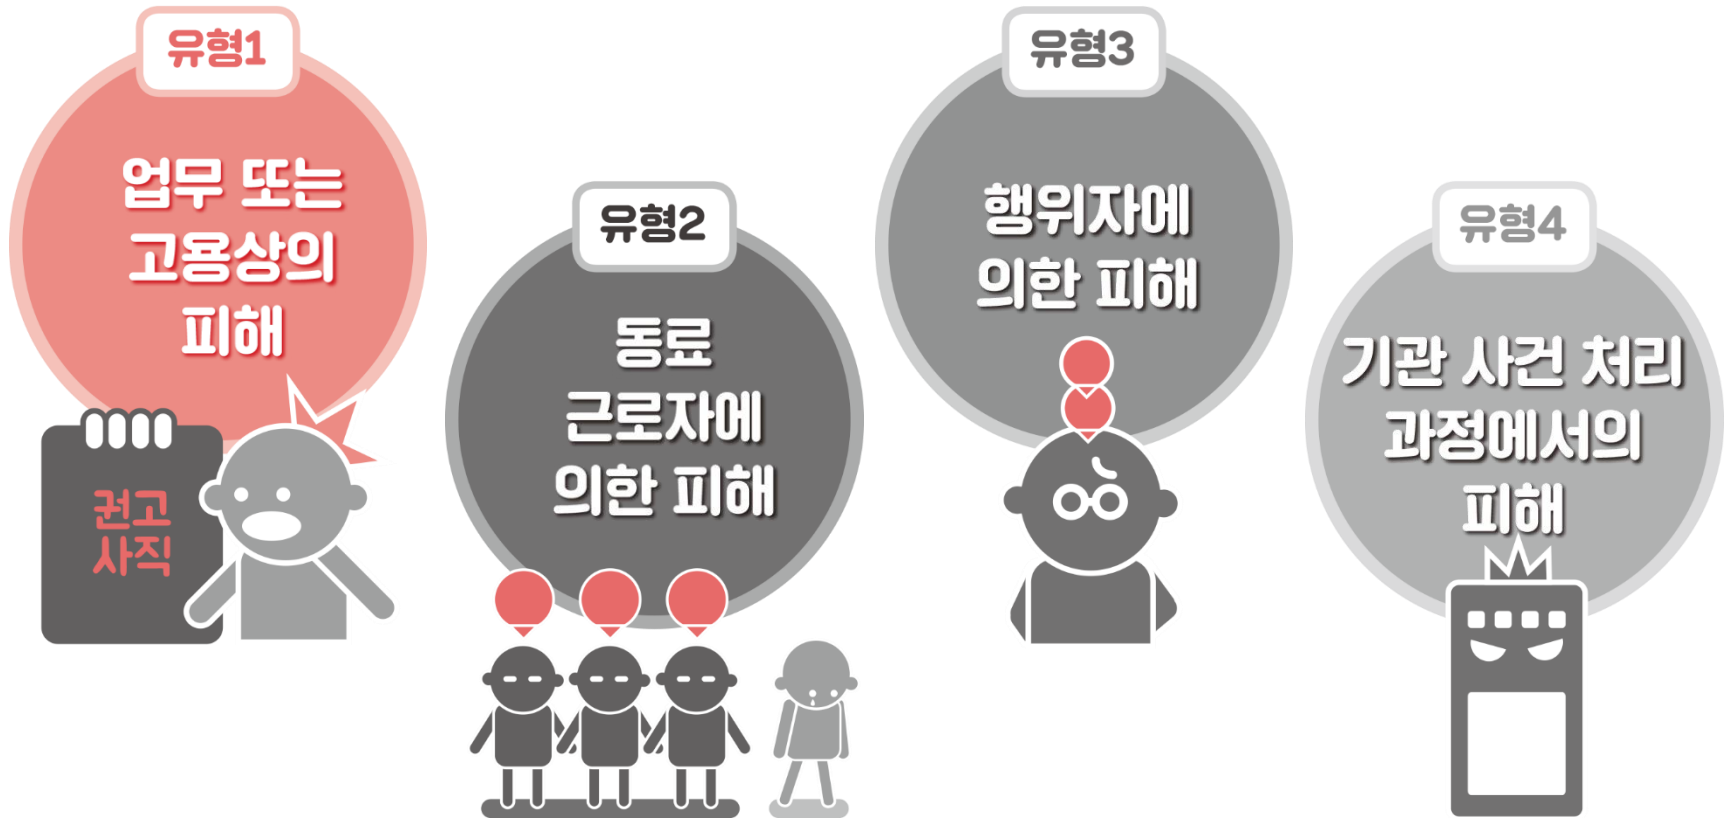 유형1
업무 또는
고용상의
피해
권고
사직
유형2
동료
근로자에
의한 피해
유형3
행위자에
의한 피해
유형4
기관 사건 처리
과정에서의
피해